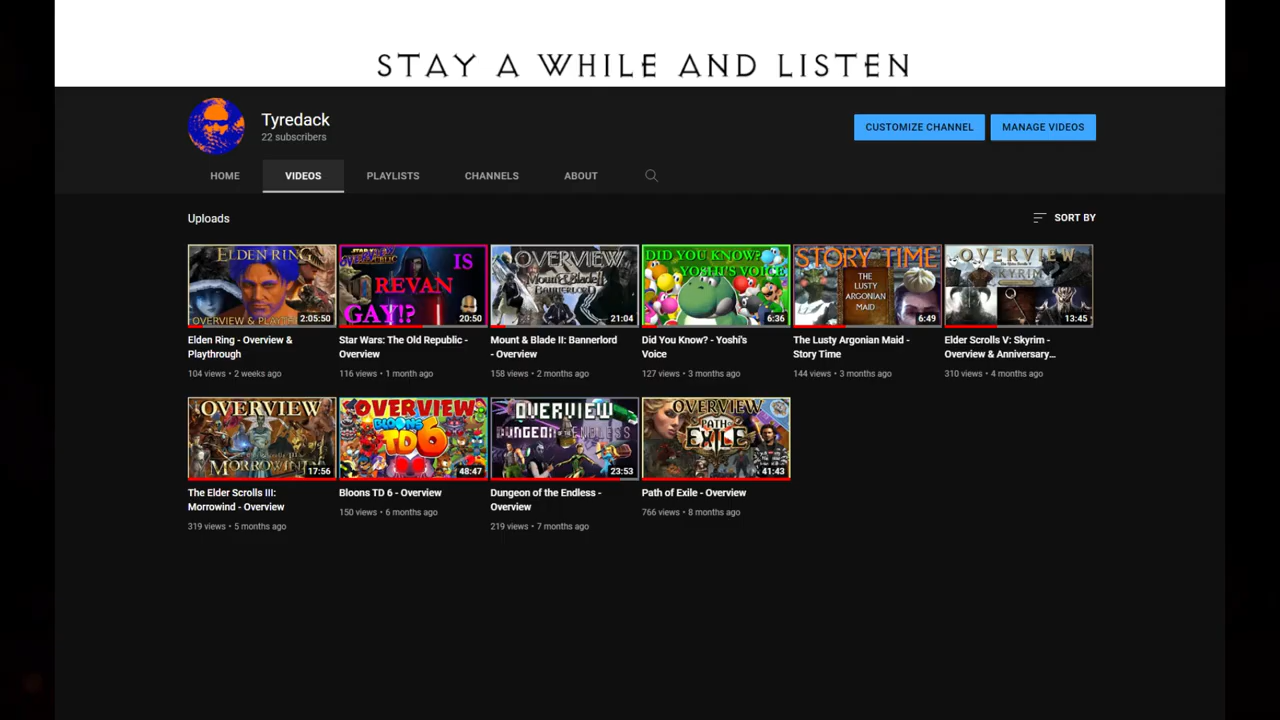 STAY A WHILE AND LISTEN
Tyredack
22 subscribers
CUSTOMIZE CHANNEL
MANAGE VIDEOS
HOME
VIDEOS
PLAYLISTS
CHANNELS
ABOUT
Uploads
SORT BY
ELDEN RING
OVERVIEW & PLAYTH
2:05:50
Elden Ring - Overview &
Playthrough
104 views • 2 weeks ago
IS
REVAN
GAY!?
20:50
Star Wars: The Old Republic -
Overview
116 views • 1 month ago
OVERVIEW
Mount & Blade II
BANNERLORD
21:04
Mount & Blade II: Bannerlord
- Overview
158 views • 2 months ago
DID YOU KNOW?
YOSHI'S VOICE
6:36
Did You Know? - Yoshi's
Voice
127 views • 3 months ago
STORY TIME
THE
LUSTY
ARGONIAN
MAID
6:49
The Lusty Argonian Maid -
Story Time
144 views • 3 months ago
OVERVIEW
SKYRIM
13:45
Elder Scrolls V: Skyrim -
Overview & Anniversary...
310 views • 4 months ago
OVERVIEW
MORROWIND
17:56
The Elder Scrolls III:
Morrowind - Overview
319 views • 5 months ago
OVERVIEW
BLOONS
TD6
48:47
Bloons TD 6 - Overview
150 views • 6 months ago
OVERVIEW
DUNGEON OF THE ENDLESS
23:53
Dungeon of the Endless -
Overview
219 views • 7 months ago
OVERVIEW
PATH OF
EXILE
41:43
Path of Exile - Overview
766 views • 8 months ago